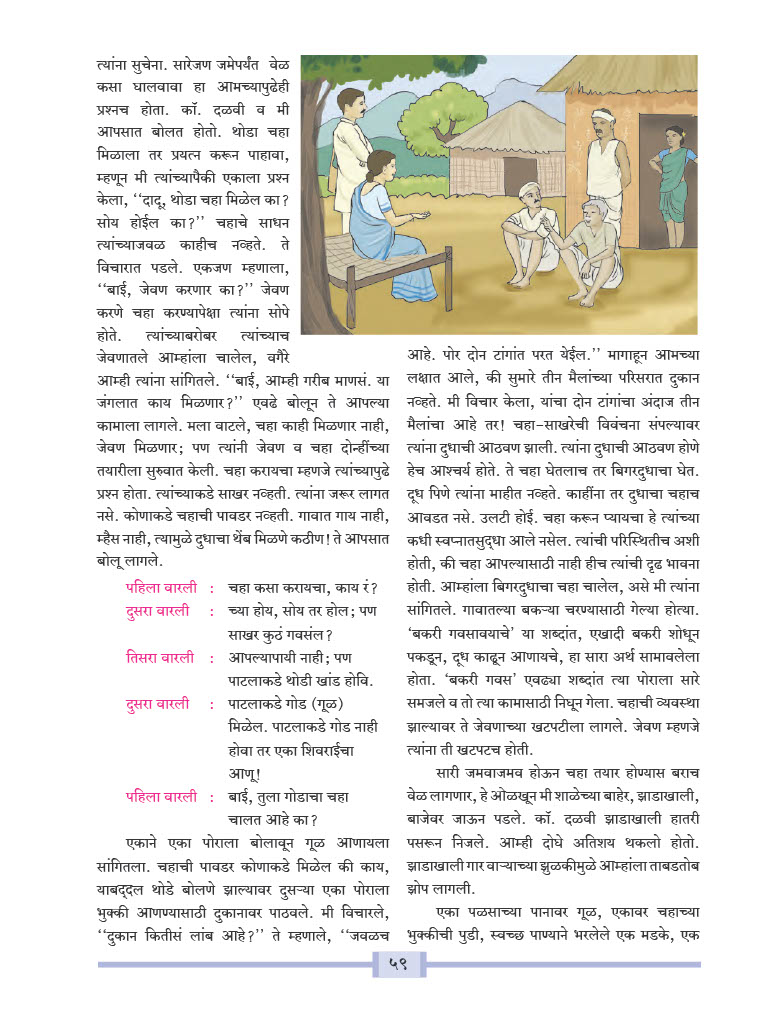 त्यांना सुचेना. सारेजण जमेपर्यंत वेळ
कसा घालवावा हा आमच्यापुढेही
प्रश्नच होता. कॉ. दळवी व मी
आपसात बोलत होतो. थोडा चहा
मिळाला तर प्रयत्न करून पाहावा,
म्हणून मी त्यांच्यापैकी एकाला प्रश्न
केला, ‘‘दादू, थोडा चहा मिळेल का?
सोय होईल का?’’ चहाचे साधन
त्यांच्याजवळ काहीच नव्हते. ते
विचारात पडले. एकजण म्हणाला,
‘‘बाई, जेवण करणार का?’’ जेवण
करणे चहा करण्यापेक्षा त्यांना सोपे
होते. त्यांच्याबरोबर त्यांच्याच
जेवणातले आम्हांला चालेल, वगैरे
आम्ही त्यांना सांगितले. ‘‘बाई, आम्ही गरीब माणसं. या
जंगलात काय मिळणार?’’ एवढे बोलून ते आपल्या
कामाला लागले. मला वाटले, चहा काही मिळणार नाही,
जेवण मिळणार; पण त्यांनी जेवण व चहा दोन्हींच्या
तयारीला सुरुवात केली. चहा करायचा म्हणजे त्यांच्यापुढे
प्रश्न होता. त्यांच्याकडे साखर नव्हती. त्यांना जरूर लागत
नसे. कोणाकडे चहाची पावडर नव्हती. गावात गाय नाही,
म्हैस नाही, त्यामुळे दुधाचा थेंब मिळणे कठीण! ते आपसात
बोलू लागले.
पहिला वारली : चहा कसा करायचा, काय रं?
दुसरा वारली : च्या होय, सोय तर होल; पण
साखर कुठं गवसंल?
तिसरा वारली : आपल्यापायी नाही; पण
पाटलाकडे थोडी खांड होवि.
दुसरा वारली : पाटलाकडे गोड (गूळ)
मिळेल. पाटलाकडे गोड नाही
होवा तर एका शिवराईचा
आणू!
पहिला वारली : बाई, तुला गोडाचा चहा
चालत आहे का?
एकाने एका पोराला बोलावून गूळ आणायला
सांगितला. चहाची पावडर कोणाकडे मिळेल की काय,
याबद्दल थोडे बोलणे झाल्यावर दुसऱ्या एका पोराला
भुक्की आणण्यासाठी दुकानावर पाठवले. मी विचारले,
‘‘दुकान कितीसं लांब आहे?’’ ते म्हणाले, ‘‘जवळच
आहे. पोर दोन टांगांत परत येईल.’’ मागाहून आमच्या
लक्षात आले, की सुमारे तीन मैलांच्या परिसरात दुकान
नव्हते. मी विचार केला, यांचा दोन टांगांचा अंदाज तीन
मैलांचा आहे तर! चहा-साखरेची विवंचना संपल्यावर
त्यांना दुधाची आठवण झाली. त्यांना दुधाची आठवण होणे
हेच आश्चर्य होते. ते चहा घेतलाच तर बिगरदुधाचा घेत.
दूध पिणे त्यांना माहीत नव्हते. काहींना तर दुधाचा चहाच
आवडत नसे. उलटी होई. चहा करून प्यायचा हे त्यांच्या
कधी स्वप्नातसुद्धा आले नसेल. त्यांची परिस्थितीच अशी
होती, की चहा आपल्यासाठी नाही हीच त्यांची दृढ भावना
होती. आम्हांला बिगरदुधाचा चहा चालेल, असे मी त्यांना
सांगितले. गावातल्या बकऱ्या चरण्यासाठी गेल्या होत्या.
‘बकरी गवसावयाचे’ या शब्दांत, एखादी बकरी शोधून
पकडून, दूध काढून आणायचे, हा सारा अर्थ सामावलेला
होता. ‘बकरी गवस’ एवढ्या शब्दांत त्या पोराला सारे
समजले व तो त्या कामासाठी निघून गेला. चहाची व्यवस्था
झाल्यावर ते जेवणाच्या खटपटीला लागले. जेवण म्हणजे
त्यांना ती खटपटच होती.
सारी जमवाजमव होऊन चहा तयार होण्यास बराच
वेळ लागणार, हे ओळखून मी शाळेच्या बाहेर, झाडाखाली,
बाजेवर जाऊन पडले. कॉ. दळवी झाडाखाली हातरी
पसरून निजले. आम्ही दोघे अतिशय थकलो होतो.
झाडाखाली गार वाऱ्याच्या झुळकीमुळे आम्हांला ताबडतोब
झोप लागली.
एका पळसाच्या पानावर गूळ, एकावर चहाच्या
भुक्कीची पुडी, स्वच्छ पाण्याने भरलेले एक मडके, एक
५९